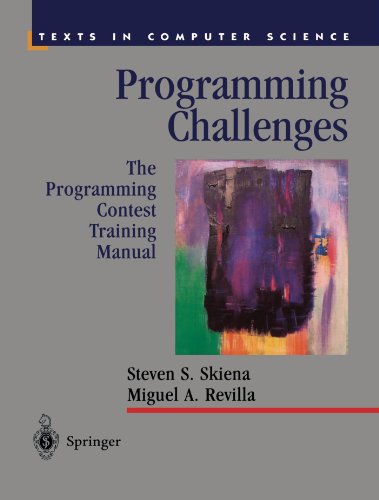 TEXTS IN COMPUTER SCIENCE
Programming
Challenges
The
Programming
Contest
Training
Manual
Steven S. Skiena
Miguel A. Revilla
Springer